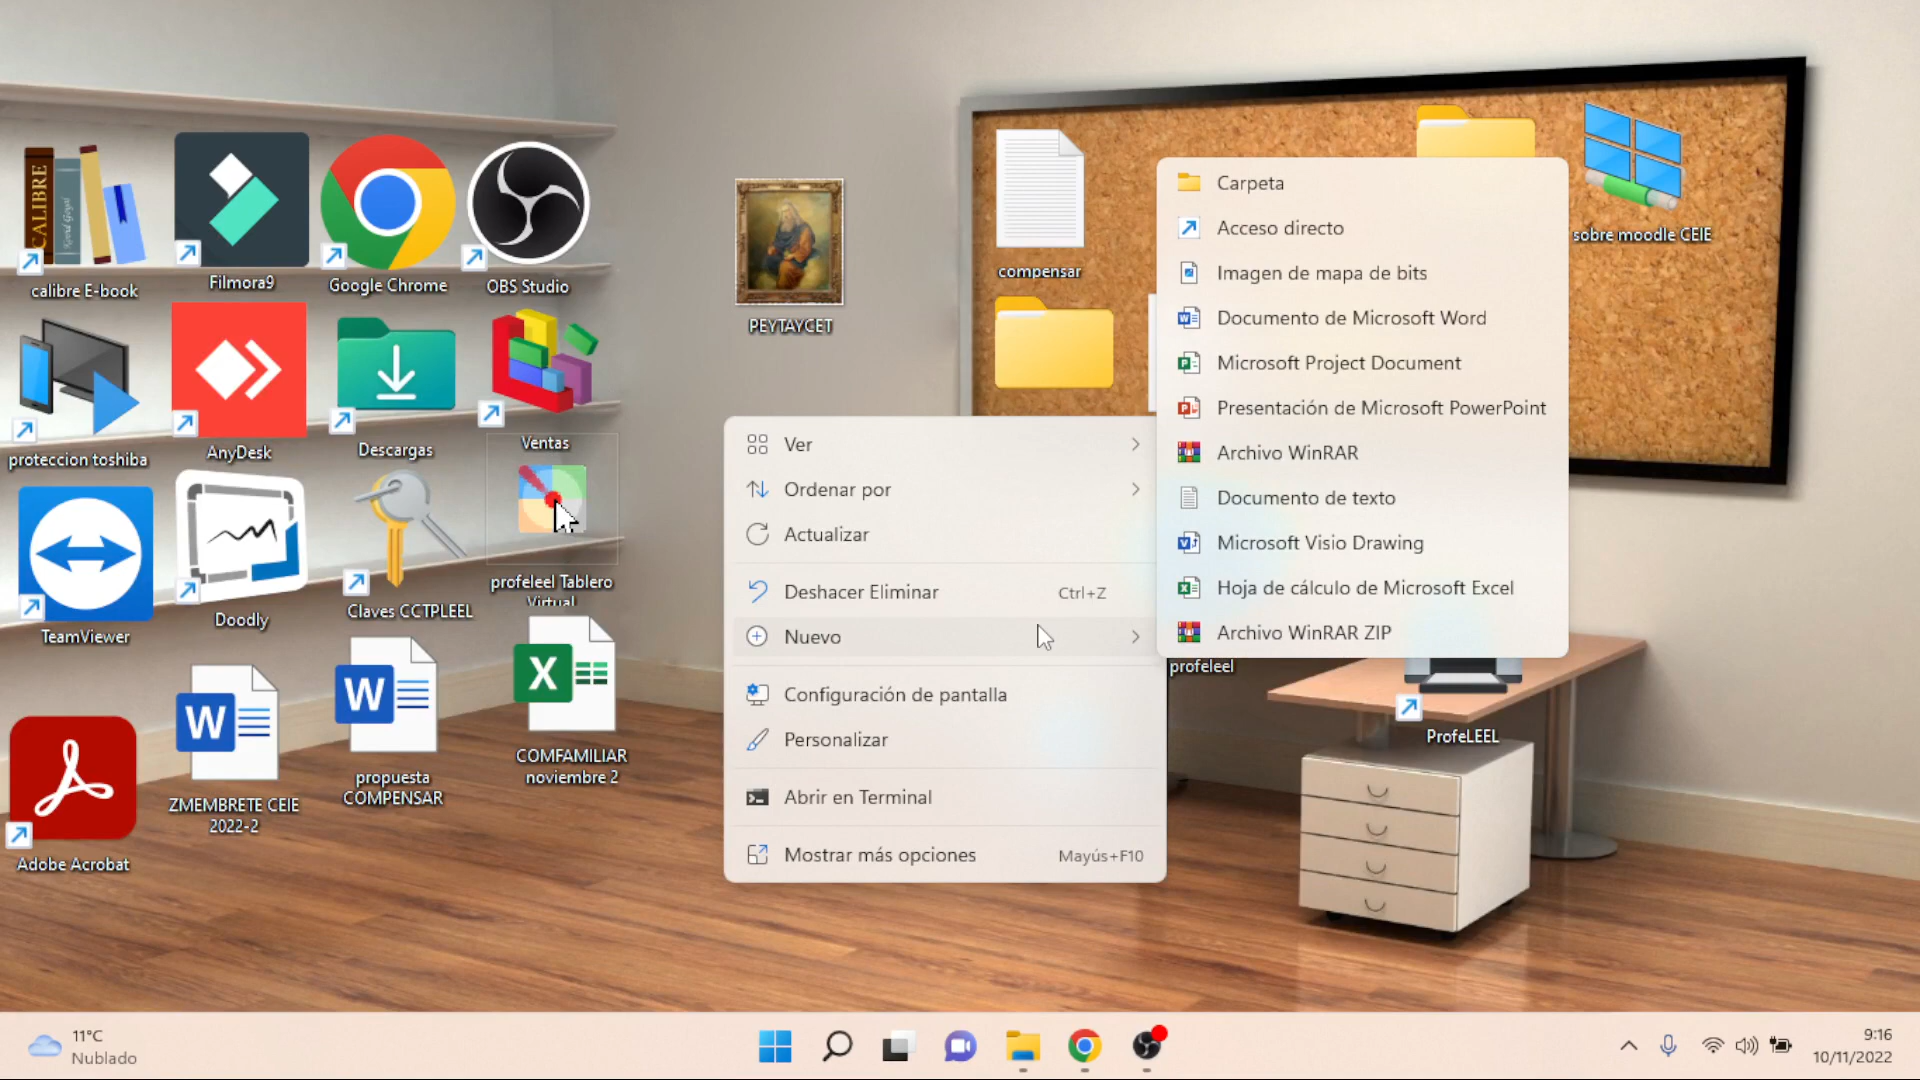 CALIBRE
calibre E-book
Filmora9
Google Chrome
OBS Studio
proteccion toshiba
AnyDesk
Descargas
Ventas
TeamViewer
Doodly
Claves CCTPLEEL
profeleel Tablero
Virtual
Adobe Acrobat
ZMEMBRETE CEIE
2022-2
propuesta
COMPENSAR
COMFAMILIAR
noviembre 2
PEYTAYCET
compensar
sobre moodle CEIE
profeleel
ProfeLEEL
Ver
Ordenar por
Actualizar
Deshacer Eliminar Ctrl+Z
Nuevo
Configuración de pantalla
Personalizar
Abrir en Terminal
Mostrar más opciones Mayús+F10
Carpeta
Acceso directo
Imagen de mapa de bits
Documento de Microsoft Word
Microsoft Project Document
Presentación de Microsoft PowerPoint
Archivo WinRAR
Documento de texto
Microsoft Visio Drawing
Hoja de cálculo de Microsoft Excel
Archivo WinRAR ZIP
11°C
Nublado
9:16
10/11/2022